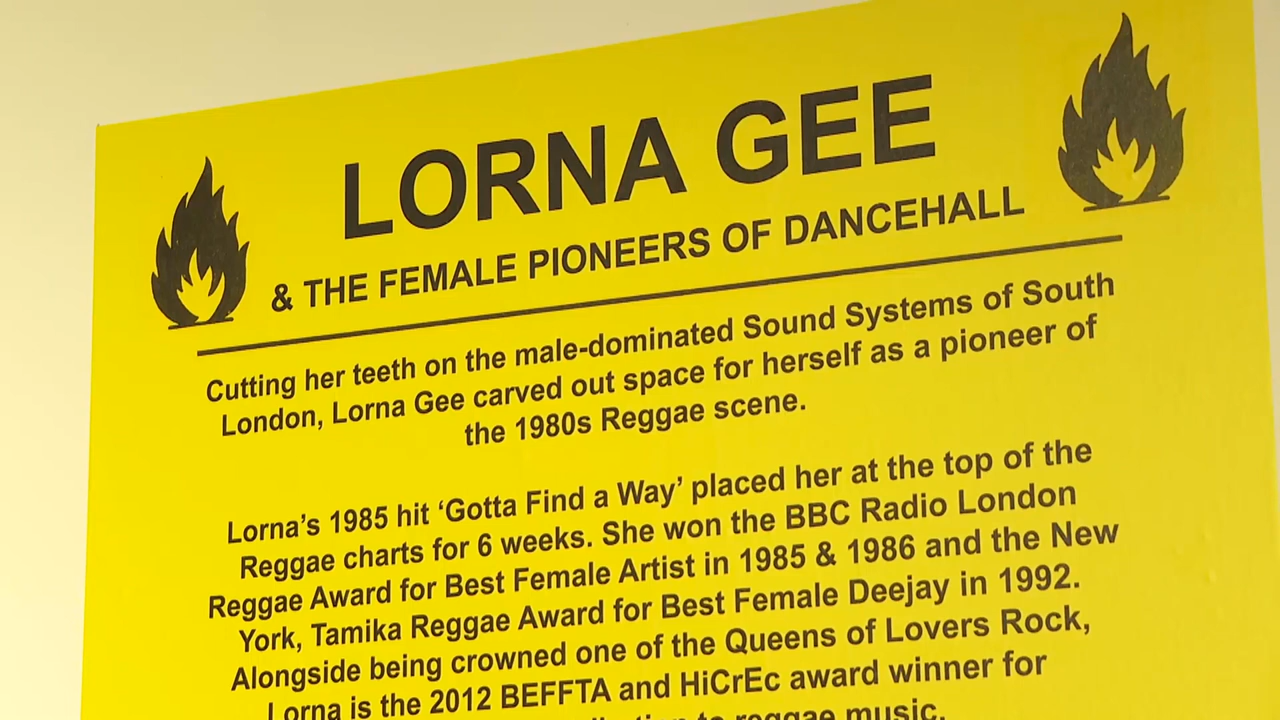 LORNA GEE
& THE FEMALE PIONEERS OF DANCEHALL
Cutting her teeth on the male-dominated Sound Systems of South
London, Lorna Gee carved out space for herself as a pioneer of
the 1980s Reggae scene.
Lorna's 1985 hit ‘Gotta Find a Way’ placed her at the top of the
Reggae charts for 6 weeks. She won the BBC Radio London
Reggae Award for Best Female Artist in 1985 & 1986 and the New
York, Tamika Reggae Award for Best Female Deejay in 1992.
Alongside being crowned one of the Queens of Lovers Rock,
Lorna is the 2012 BEFFTA and HiCrEc award winner for
to reggae music.